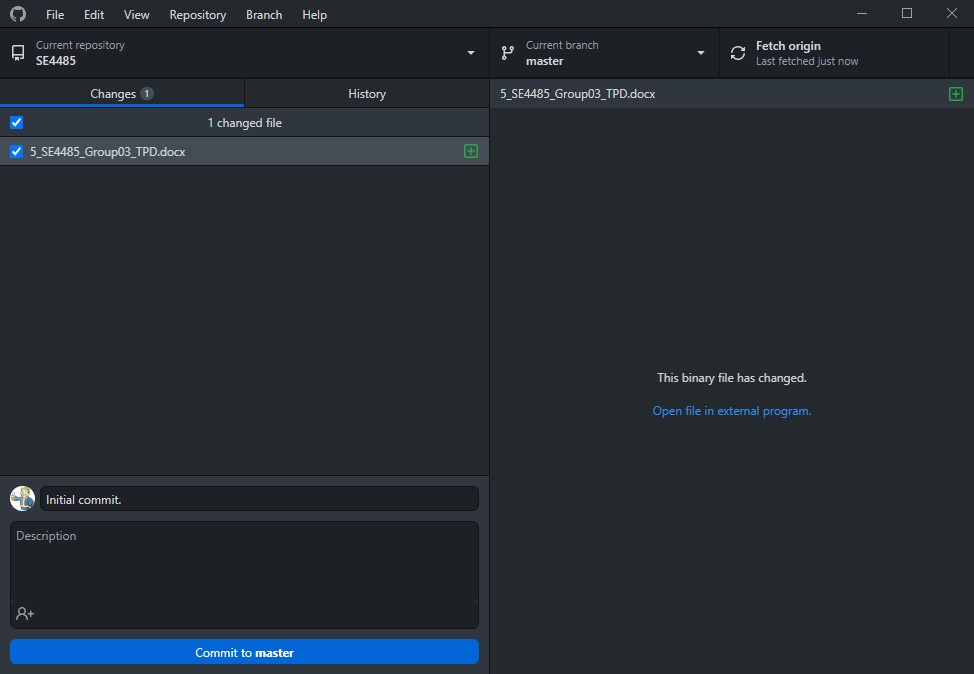 File Edit View Repository Branch Help
Current repository
SE4485
Current branch
master
Fetch origin
Last fetched just now
Changes 1
History
1 changed file
5_SE4485_Group03_TPD.docx
5_SE4485_Group03_TPD.docx
This binary file has changed.
Open file in external program.
Initial commit.
Description
Commit to master